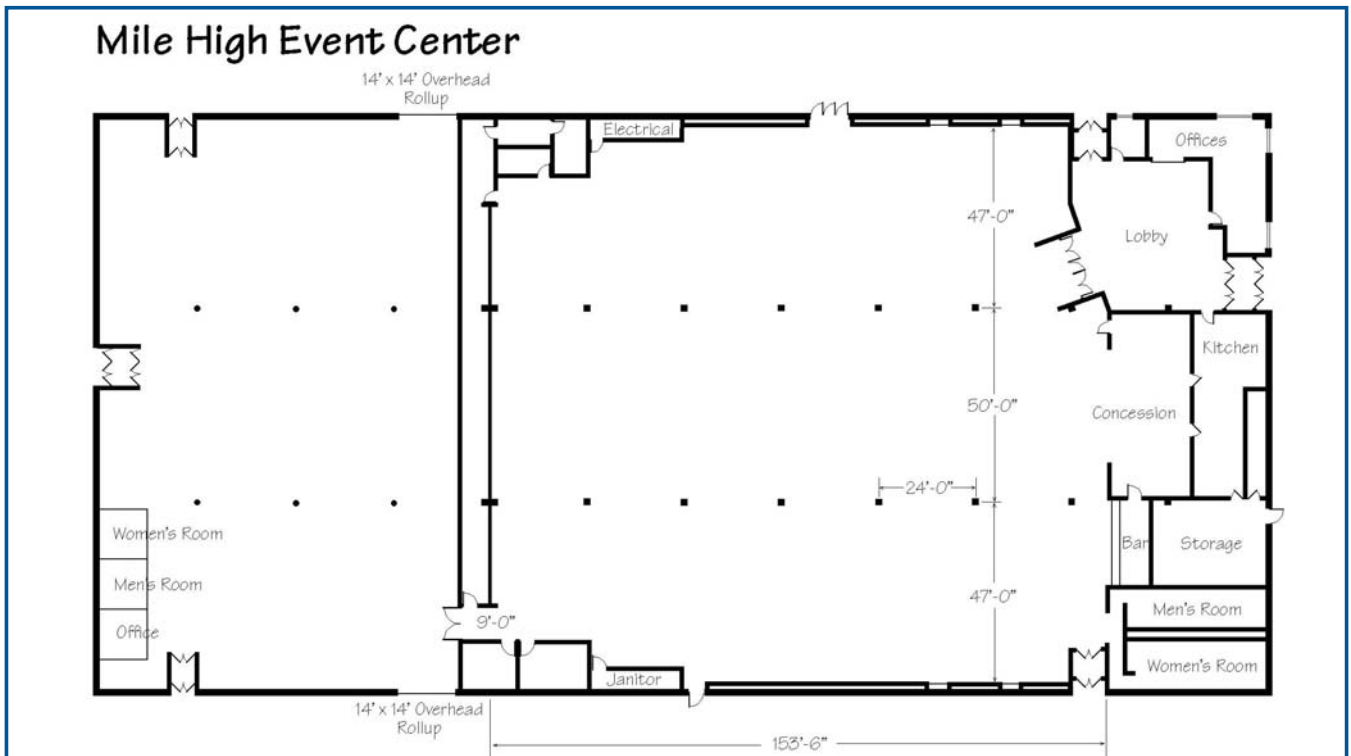 Mile High Event Center
14' x 14' Overhead
Rollup
Electrical
Offices
47'-0"
Lobby
Kitchen
50'-0"
Concession
24'-0"
Women's Room
Bar
Storage
Men's Room
47'-0"
Men's Room
9'-0"
Office
Women's Room
Janitor
14' x 14' Overhead
Rollup
153'-6"